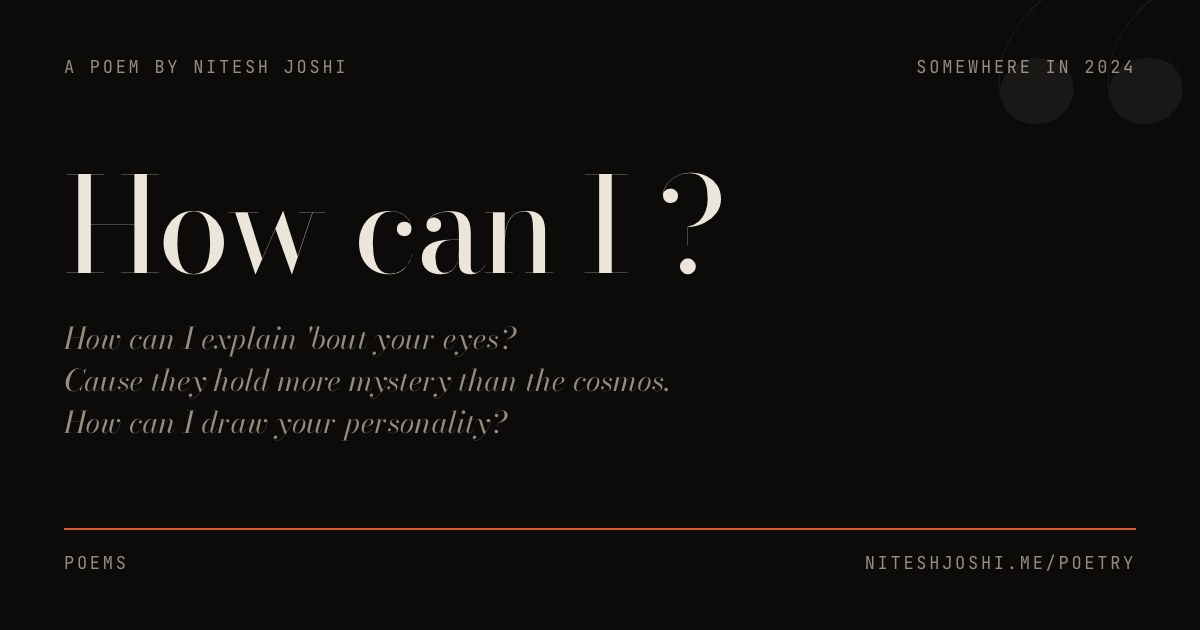 A POEM BY NITESH JOSHI
SOMEWHERE IN 2024
How can I ?
How can I explain 'bout your eyes?
Cause they hold more mystery than the cosmos.
How can I draw your personality?
POEMS
NITESHJOSHI.ME/POETRY